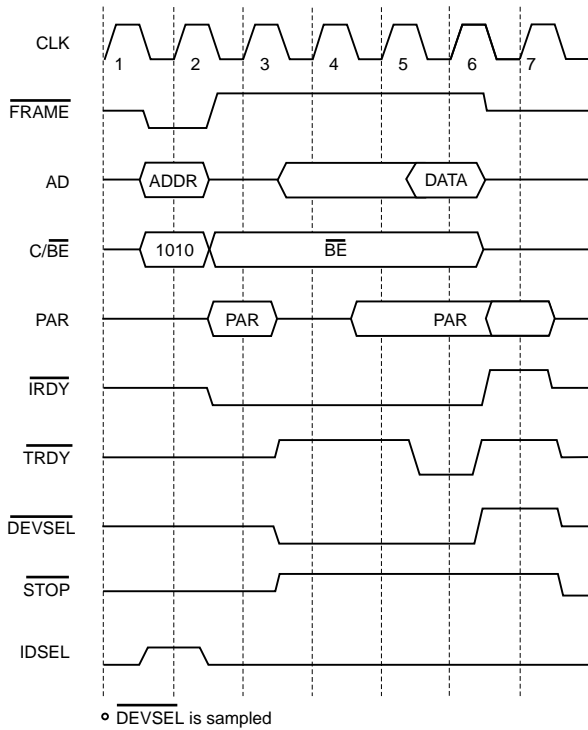 CLK
1 2 3 4 5 6 7
FRAME
AD ADDR DATA
C/BE 1010 BE
PAR PAR PAR
IRDY
TRDY
DEVSEL
STOP
IDSEL
DEVSEL is sampled